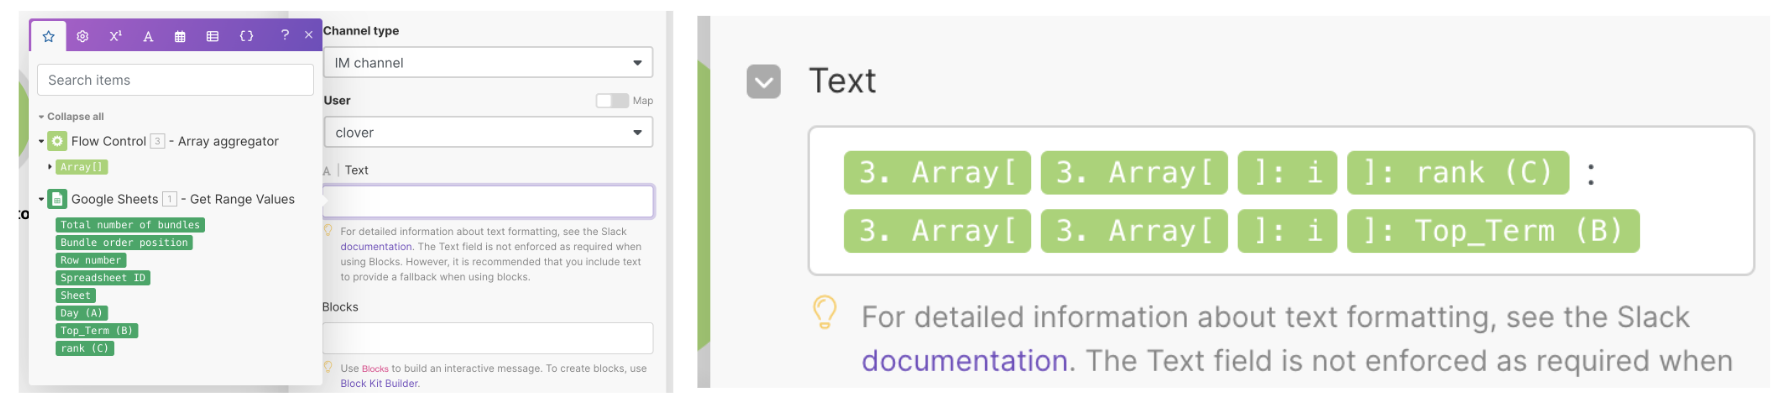 Channel type
IM channel
User
Map
clover
A | Text
For detailed information about text formatting, see the Slack
documentation. The Text field is not enforced as required when
using Blocks. However, it is recommended that you include text
to provide a fallback when using blocks.
Blocks
Use Blocks to build an interactive message. To create blocks, use
Block Kit Builder.
X¹ A {} ? ×
Search items
Collapse all
Flow Control 3 - Array aggregator
Array[]
Google Sheets 1 - Get Range Values
Total number of bundles
Bundle order position
Row number
Spreadsheet ID
Sheet
Day (A)
Top_Term (B)
rank (C)
to
Text
3. Array[ 3. Array[ ]: i ]: rank (C) :
3. Array[ 3. Array[ ]: i ]: Top_Term (B)
For detailed information about text formatting, see the Slack
documentation. The Text field is not enforced as required when